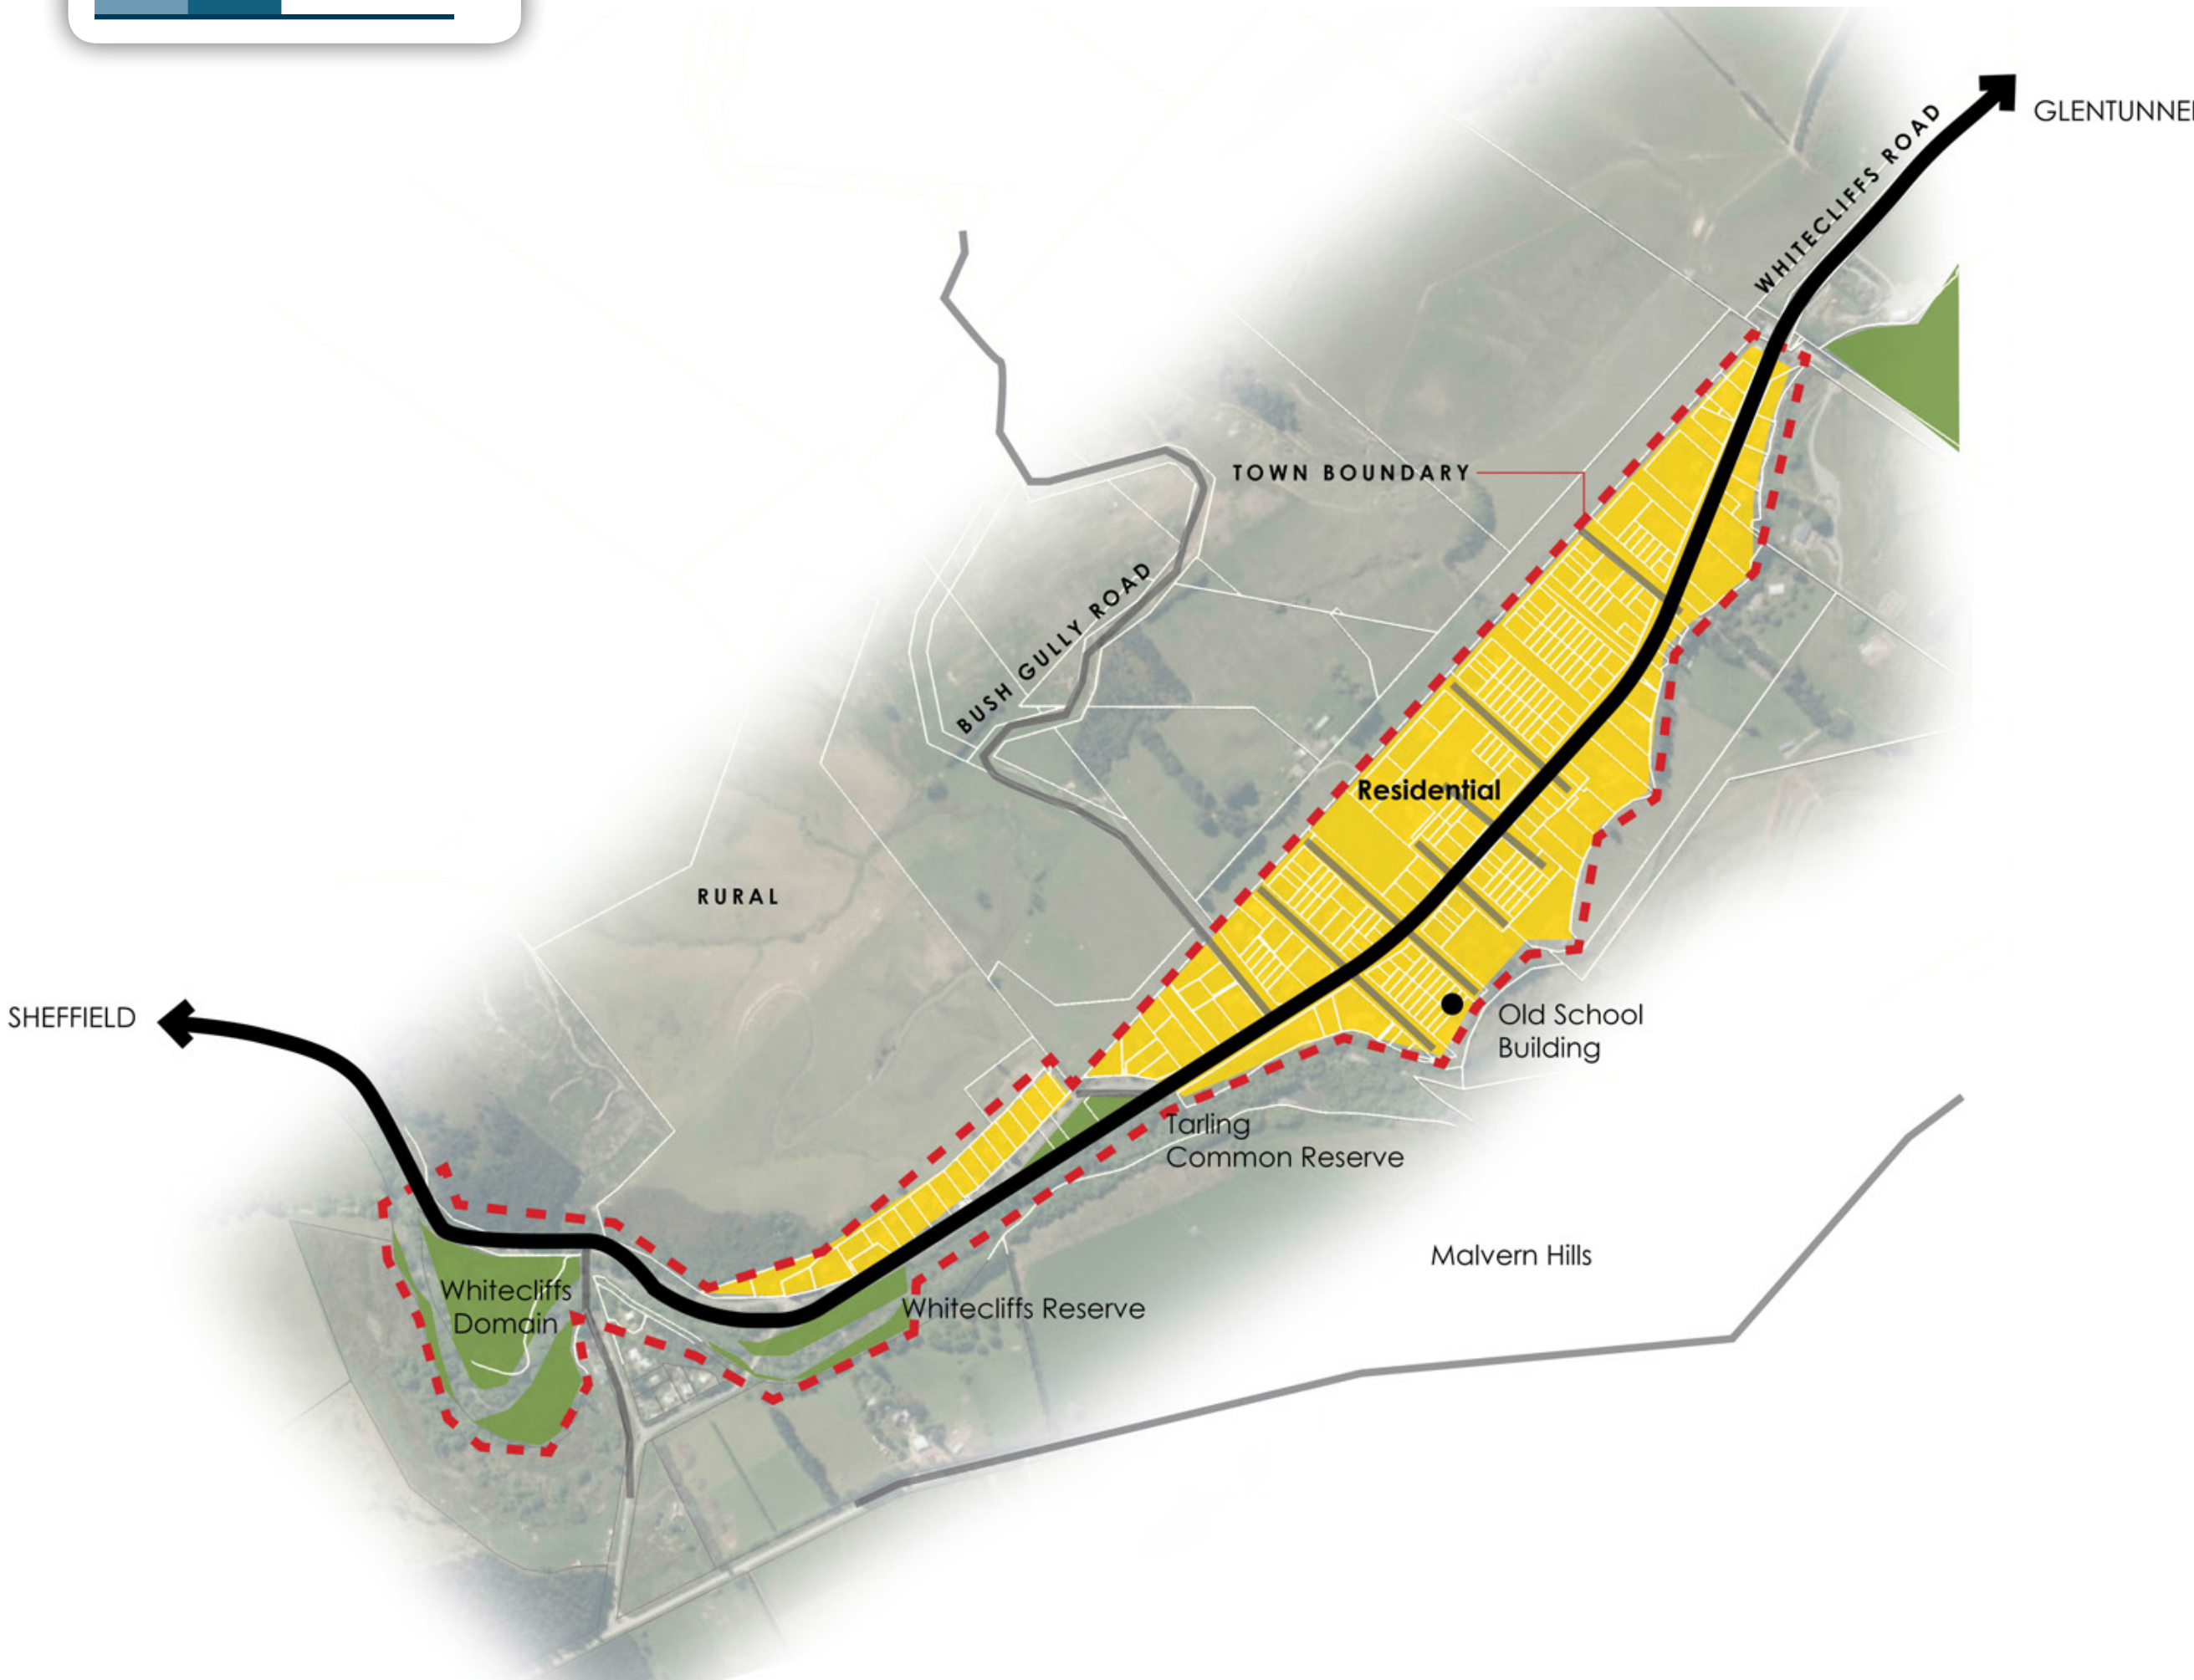 GLENTUNNEL
WHITECLIFFS ROAD
TOWN BOUNDARY
BUSH GULLY ROAD
Residential
RURAL
SHEFFIELD
Old School
Building
Tarling
Common Reserve
Malvern Hills
Whitecliffs
Domain
Whitecliffs Reserve